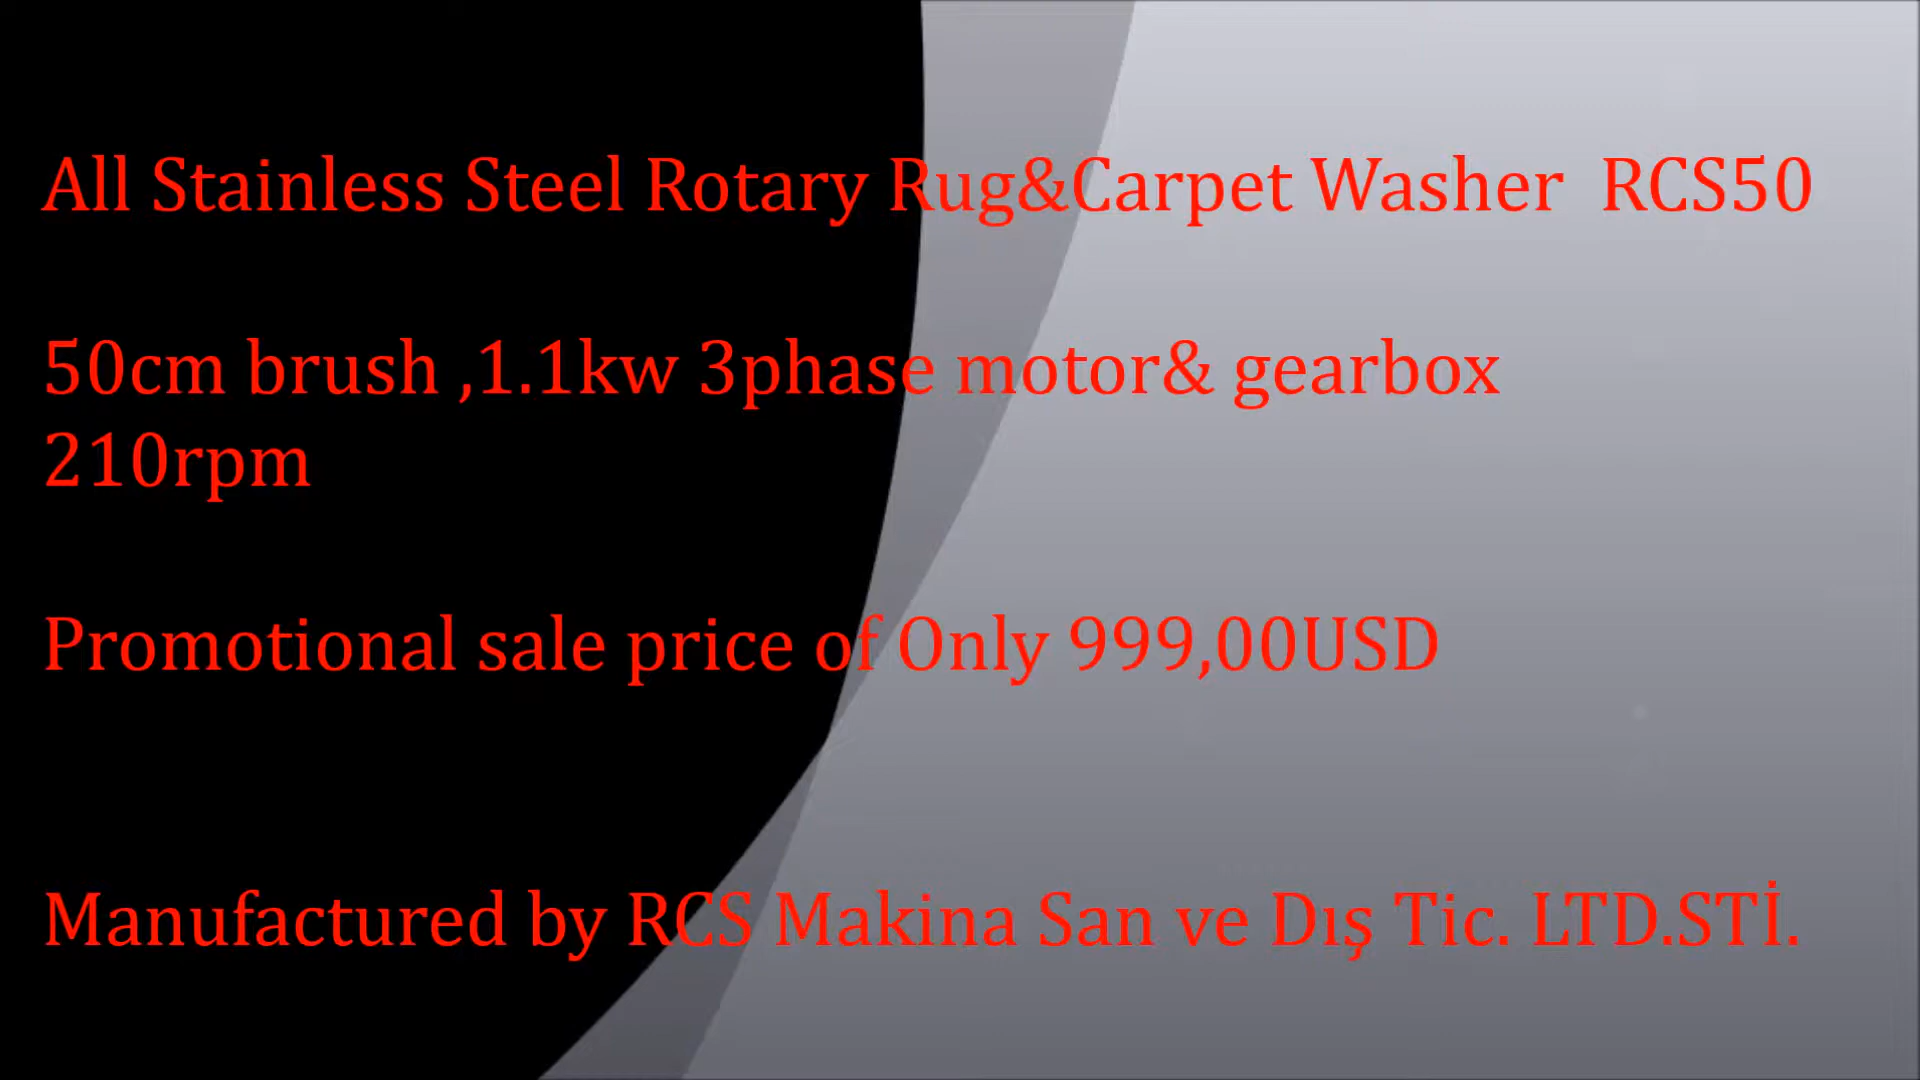 All Stainless Steel Rotary Rug&Carpet Washer  RCS50
50cm brush ,1.1kw 3phase motor& gearbox
210rpm
Promotional sale price of Only 999,00USD
Manufactured by RCS Makina San ve Dış Tic. LTD.STİ.